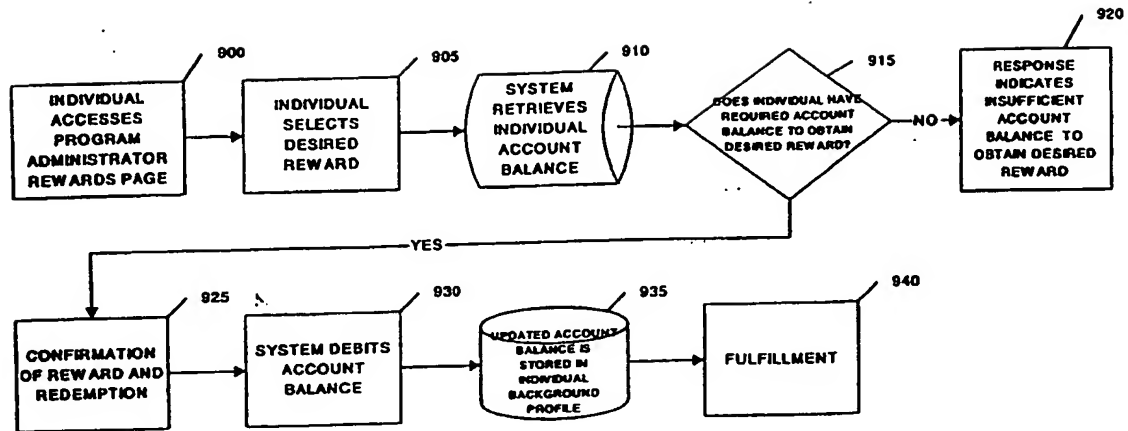 900
INDIVIDUAL
ACCESSES
PROGRAM
ADMINISTRATOR
REWARDS PAGE
905
INDIVIDUAL
SELECTS
DESIRED
REWARD
910
SYSTEM
RETRIEVES
INDIVIDUAL
ACCOUNT
BALANCE
915
DOES INDIVIDUAL HAVE
REQUIRED ACCOUNT
BALANCE TO OBTAIN
DESIRED REWARD?
NO
920
RESPONSE
INDICATES
INSUFFICIENT
ACCOUNT
BALANCE TO
OBTAIN DESIRED
REWARD
YES
925
CONFIRMATION
OF REWARD AND
REDEMPTION
930
SYSTEM DEBITS
ACCOUNT
BALANCE
935
UPDATED ACCOUNT
BALANCE IS
STORED IN
INDIVIDUAL
BACKGROUND
PROFILE
940
FULFILLMENT